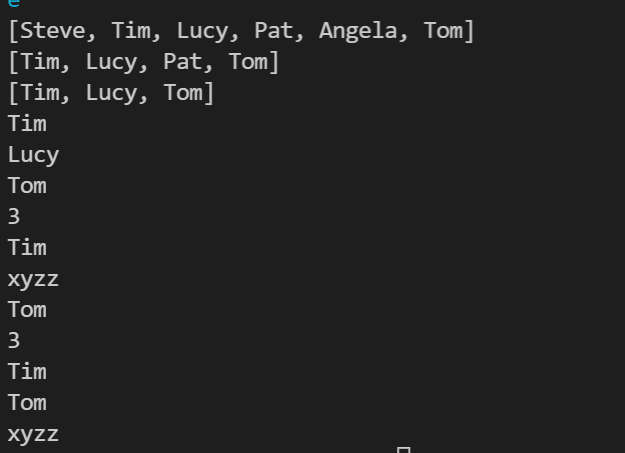 e
[Steve, Tim, Lucy, Pat, Angela, Tom]
[Tim, Lucy, Pat, Tom]
[Tim, Lucy, Tom]
Tim
Lucy
Tom
3
Tim
xyzz
Tom
3
Tim
Tom
xyzz